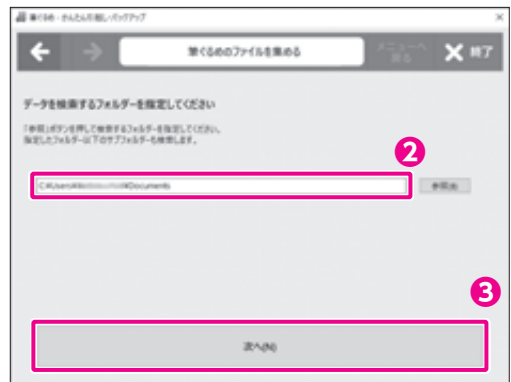 筆ぐるめ - かんたん引越しバックアップ
筆ぐるめのファイルを集める
メニューへ
戻る
終了
データを検索するフォルダーを指定してください
「参照」ボタンを押して検索するフォルダーを指定してください。
指定したフォルダー以下のサブフォルダーも検索します。
2
C:¥Users¥ ¥Documents
参照(B)
3
次へ(N)